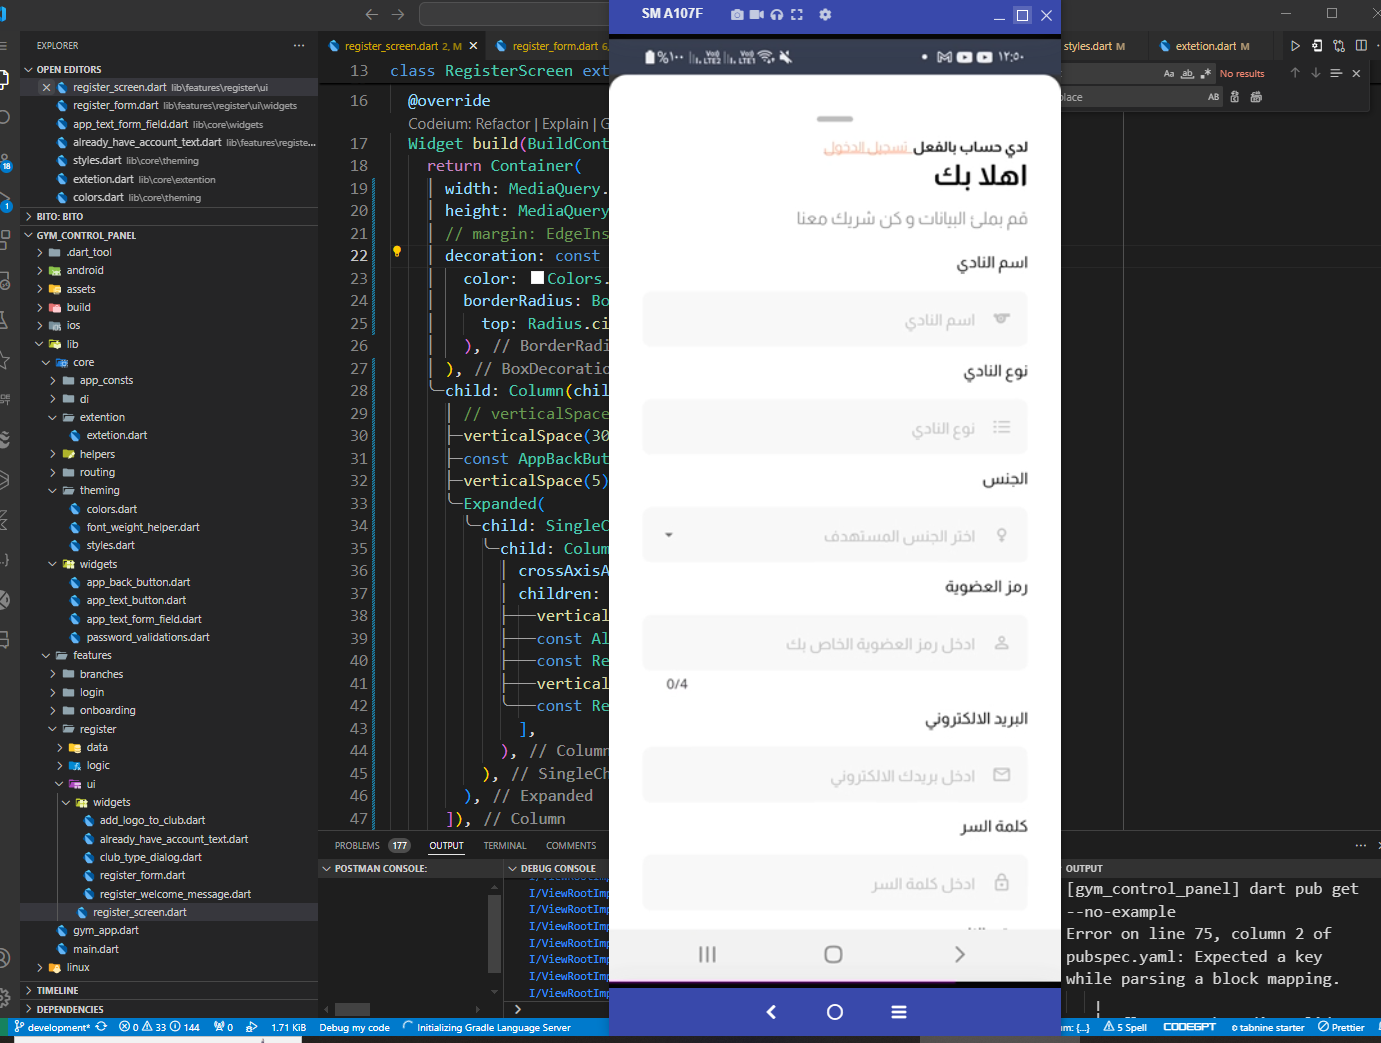 EXPLORER
OPEN EDITORS
register_screen.dart lib\features\register\ui
register_form.dart lib\features\register\ui\widgets
app_text_form_field.dart lib\core\widgets
already_have_account_text.dart lib\features\registe...
styles.dart lib\core\theming
extetion.dart lib\core\extention
colors.dart lib\core\theming
BITO: BITO
GYM_CONTROL_PANEL
.dart_tool
android
assets
build
ios
lib
core
app_consts
di
extention
extetion.dart
helpers
routing
theming
colors.dart
font_weight_helper.dart
styles.dart
widgets
app_back_button.dart
app_text_button.dart
app_text_form_field.dart
password_validations.dart
features
branches
login
onboarding
register
data
logic
ui
widgets
add_logo_to_club.dart
already_have_account_text.dart
club_type_dialog.dart
register_form.dart
register_welcome_message.dart
register_screen.dart
gym_app.dart
main.dart
linux
TIMELINE
DEPENDENCIES
18
1
register_screen.dart 2, M
register_form.dart 6,
13 class RegisterScreen ext
16 @override
Codeium: Refactor | Explain | G
17 Widget build(BuildCont
18 return Container(
19 width: MediaQuery.
20 height: MediaQuery
21 // margin: EdgeIns
22 decoration: const
23 color: Colors.
24 borderRadius: Bo
25 top: Radius.ci
26 ), // BorderRadi
27 ), // BoxDecoratio
28 child: Column(chil
29 // verticalSpace
30 verticalSpace(30
31 const AppBackBut
32 verticalSpace(5)
33 Expanded(
34 child: SingleC
35 child: Colum
36 crossAxisA
37 children:
38 vertical
39 const Al
40 const Re
41 vertical
42 const Re
43 ],
44 ), // Column
45 ), // SingleCh
46 ), // Expanded
47 ]), // Column
PROBLEMS 177 OUTPUT TERMINAL COMMENTS
POSTMAN CONSOLE:
DEBUG CONSOLE
I/ViewRootImp
I/ViewRootImp
I/ViewRootImp
I/ViewRootImp
I/ViewRootImp
I/ViewRootImp
I/ViewRootImp
I/ViewRootImp
SM A107F
%١٠٠ Vo)) LTE2 Vo)) LTE1 ١٢:٥٠
لدي حساب بالفعل تسجيل الدخول
اهلا بك
قم بملئ البيانات و كن شريك معنا
اسم النادي
اسم النادي
نوع النادي
نوع النادي
الجنس
اختر الجنس المستهدف
رمز العضوية
ادخل رمز العضوية الخاص بك
0/4
البريد الالكتروني
ادخل بريدك الالكتروني
كلمة السر
ادخل كلمة السر
styles.dart M
extetion.dart M
Aa ab No results
place AB
OUTPUT
[gym_control_panel] dart pub get
--no-example
Error on line 75, column 2 of
pubspec.yaml: Expected a key
while parsing a block mapping.
development* 0 33 144 0 1.71 KiB Debug my code Initializing Gradle Language Server
um: {...} 5 Spell CODEGPT tabnine starter Prettier